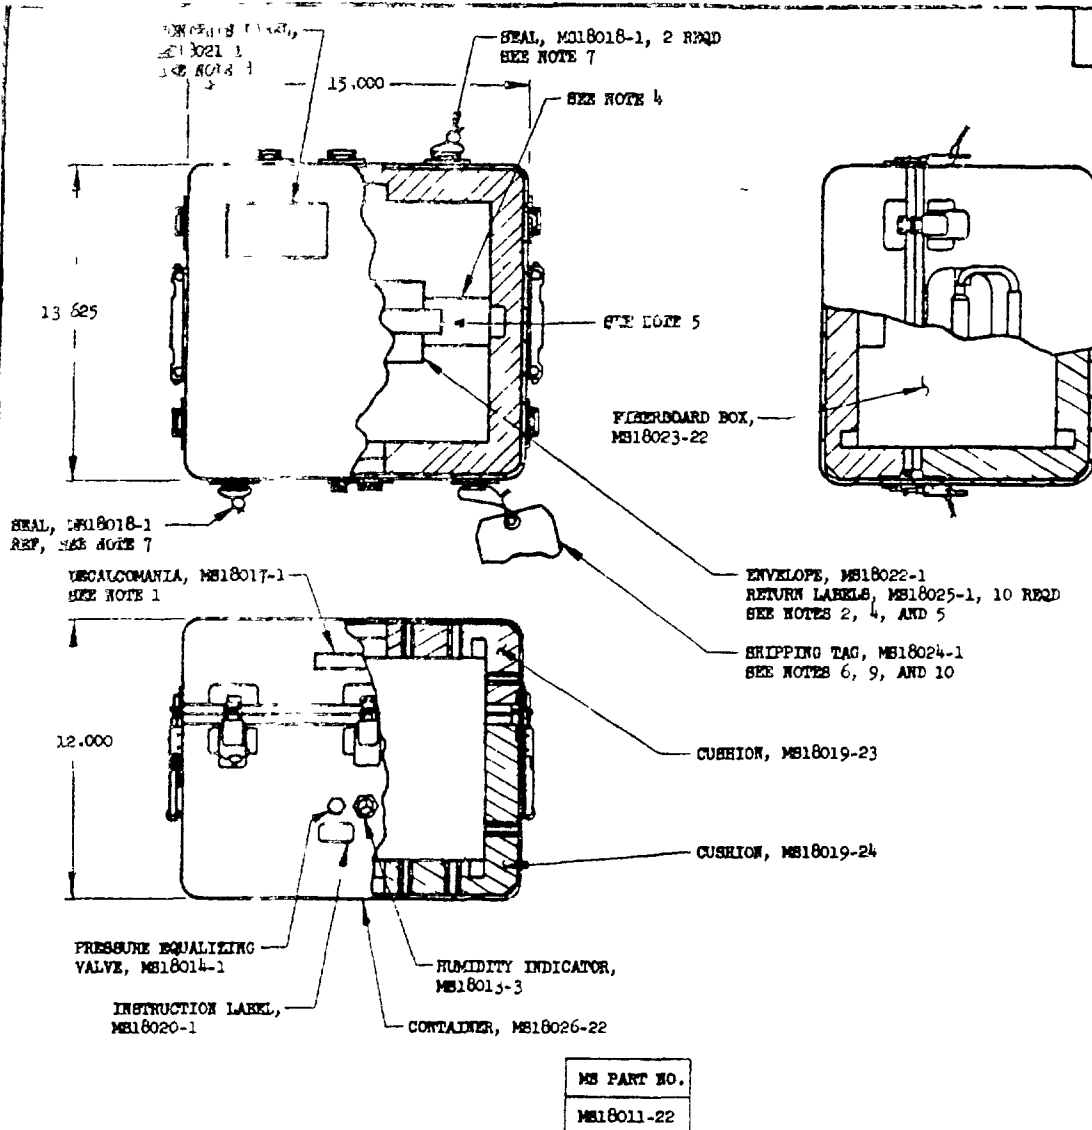 SEAL, MS18018-1, 2 REQD
SEE NOTE 7
15.000
SEE NOTE 4
13.625
SEE NOTE 5
FIBERBOARD BOX,
MS18023-22
SEAL, MS18018-1
REF, SEE NOTE 7
DECALCOMANIA, MS18017-1
SEE NOTE 1
ENVELOPE, MS18022-1
RETURN LABELS, MS18025-1, 10 REQD
SEE NOTES 2, 4, AND 5
SHIPPING TAG, MS18024-1
SEE NOTES 6, 9, AND 10
12.000
CUSHION, MS18019-23
CUSHION, MS18019-24
PRESSURE EQUALIZING
VALVE, MS18014-1
HUMIDITY INDICATOR,
MS18013-3
INSTRUCTION LABEL,
MS18020-1
CONTAINER, MS18026-22
MS PART NO.
MS18011-22